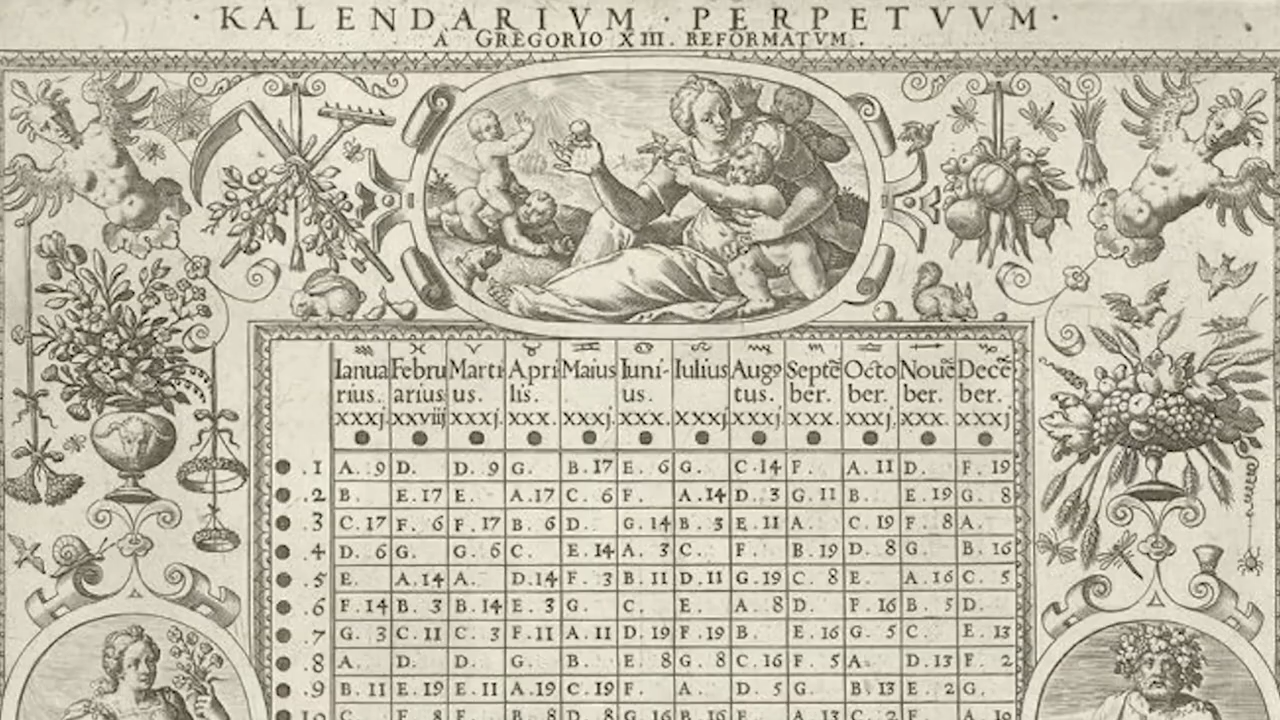 · KALENDARIVM · PERPETVVM ·
A GREGORIO XIII. REFORMATVM.
Ianua Febru Marti Apri Maius Iuni- Iulius Augꝰ Septē Octo Nouē Decē
rius. arius us. lis. us. tus. ber. ber. ber. ber.
xxxj. xxviij xxxj. xxx. xxxj. xxx. xxxj. xxxj. xxx. xxxj. xxx. xxxj
.1 A. 9 D. D. 9 G. B.17 E. 6 G. C.14 F. A. 11 D. F. 19
.2 B. E.17 E. A.17 C. 6 F. A.14 D. 3 G. 11 B. E. 19 G. 8
.3 C.17 F. 6 F.17 B. 6 D. G.14 B. 3 E. 11 A. C. 19 F. 8 A.
.4 D. 6 G. G. 6 C. E.14 A. 3 C. F. B. 19 D. 8 G. B. 16
.5 E. A.14 A. D.14 F. 3 B. 11 D. 11 G.19 C. 8 E. A. 16 C. 5
.6 F.14 B. 3 B.14 E. 3 G. C. E. A. 8 D. F. 16 B. 5 D.
.7 G. 3 C. 11 C. 3 F.11 A. 11 D. 19 F. 19 B. E. 16 G. 5 C. E. 13
.8 A. D. D. G. B. E. 8 G. 8 C. 16 F. 5 A. D. 13 F. 2
.9 B. 11 E. 19 E. 11 A.19 C. 19 F. A. D. 5 G. B. 13 E. 2 G.